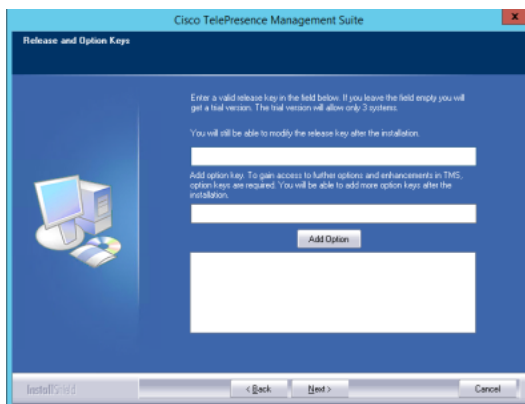 Cisco TelePresence Management Suite
x
Release and Option Keys
Enter a valid release key in the field below. If you leave the field empty you will
get a trial version. The trial version will allow only 3 systems.
You will still be able to modify the release key after the installation.
Add option key. To gain access to further options and enhancements in TMS,
option keys are required. You will be able to add more option keys after the
installation.
Add Option
InstallShield
< Back Next > Cancel